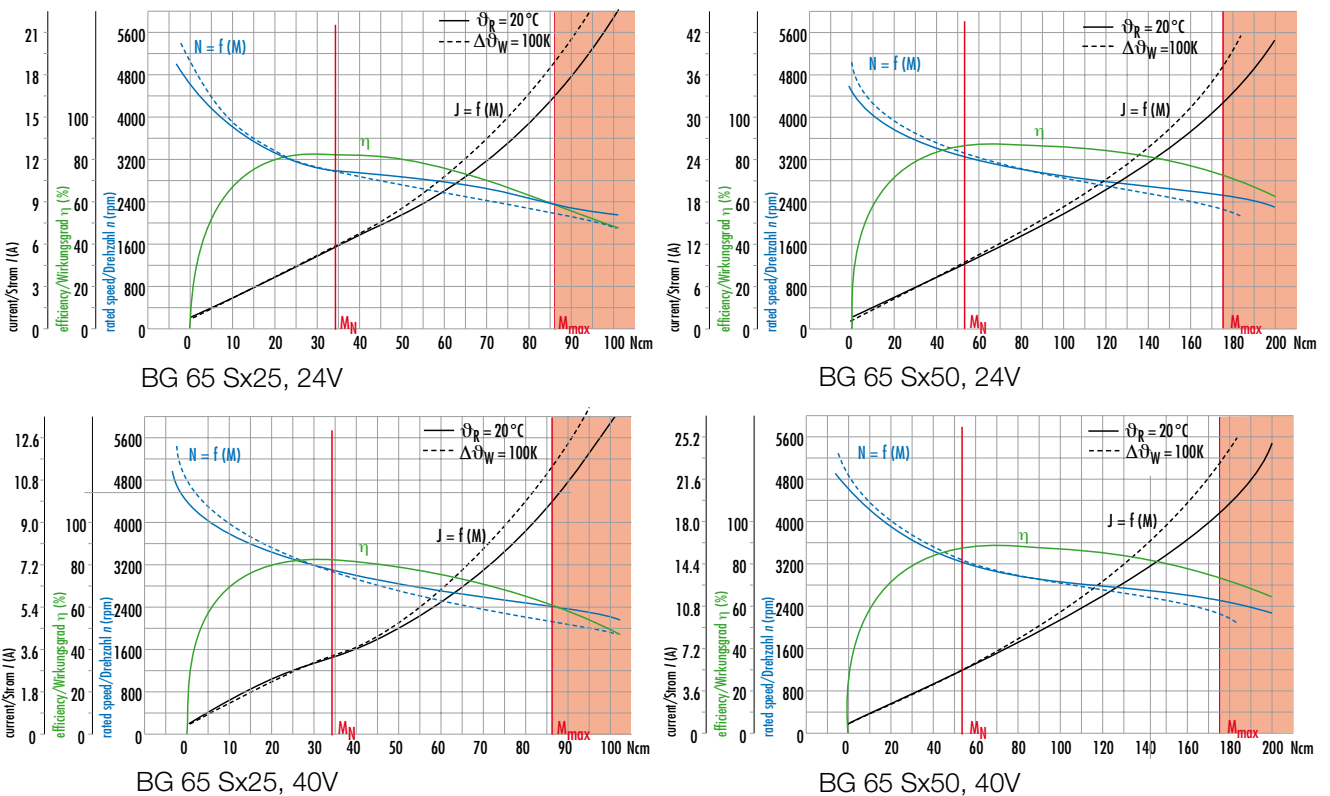 21
18
15
12
9
6
3
0
current/Strom I (A)
100
80
60
40
20
0
efficiency/Wirkungsgrad η (%)
5600
4800
4000
3200
2400
1600
800
0
rated speed/Drehzahl n (rpm)
N = f (M)
ϑR = 20°C
ΔϑW = 100K
J = f (M)
η
MN
Mmax
0 10 20 30 40 50 60 70 80 90 100 Ncm
BG 65 Sx25, 24V
42
36
30
24
18
12
6
0
current/Strom I (A)
100
80
60
40
20
0
efficiency/Wirkungsgrad η (%)
5600
4800
4000
3200
2400
1600
800
0
rated speed/Drehzahl n (rpm)
N = f (M)
ϑR = 20°C
ΔϑW = 100K
J = f (M)
η
MN
Mmax
0 20 40 60 80 100 120 140 160 180 200 Ncm
BG 65 Sx50, 24V
12.6
10.8
9.0
7.2
5.4
3.6
1.8
0
current/Strom I (A)
100
80
60
40
20
0
efficiency/Wirkungsgrad η (%)
5600
4800
4000
3200
2400
1600
800
0
rated speed/Drehzahl n (rpm)
N = f (M)
ϑR = 20°C
ΔϑW = 100K
J = f (M)
η
MN
Mmax
0 10 20 30 40 50 60 70 80 90 100 Ncm
BG 65 Sx25, 40V
25.2
21.6
18.0
14.4
10.8
7.2
3.6
0
current/Strom I (A)
100
80
60
40
20
0
efficiency/Wirkungsgrad η (%)
5600
4800
4000
3200
2400
1600
800
0
rated speed/Drehzahl n (rpm)
N = f (M)
ϑR = 20°C
ΔϑW = 100K
J = f (M)
η
MN
Mmax
0 20 40 60 80 100 120 140 160 180 200 Ncm
BG 65 Sx50, 40V